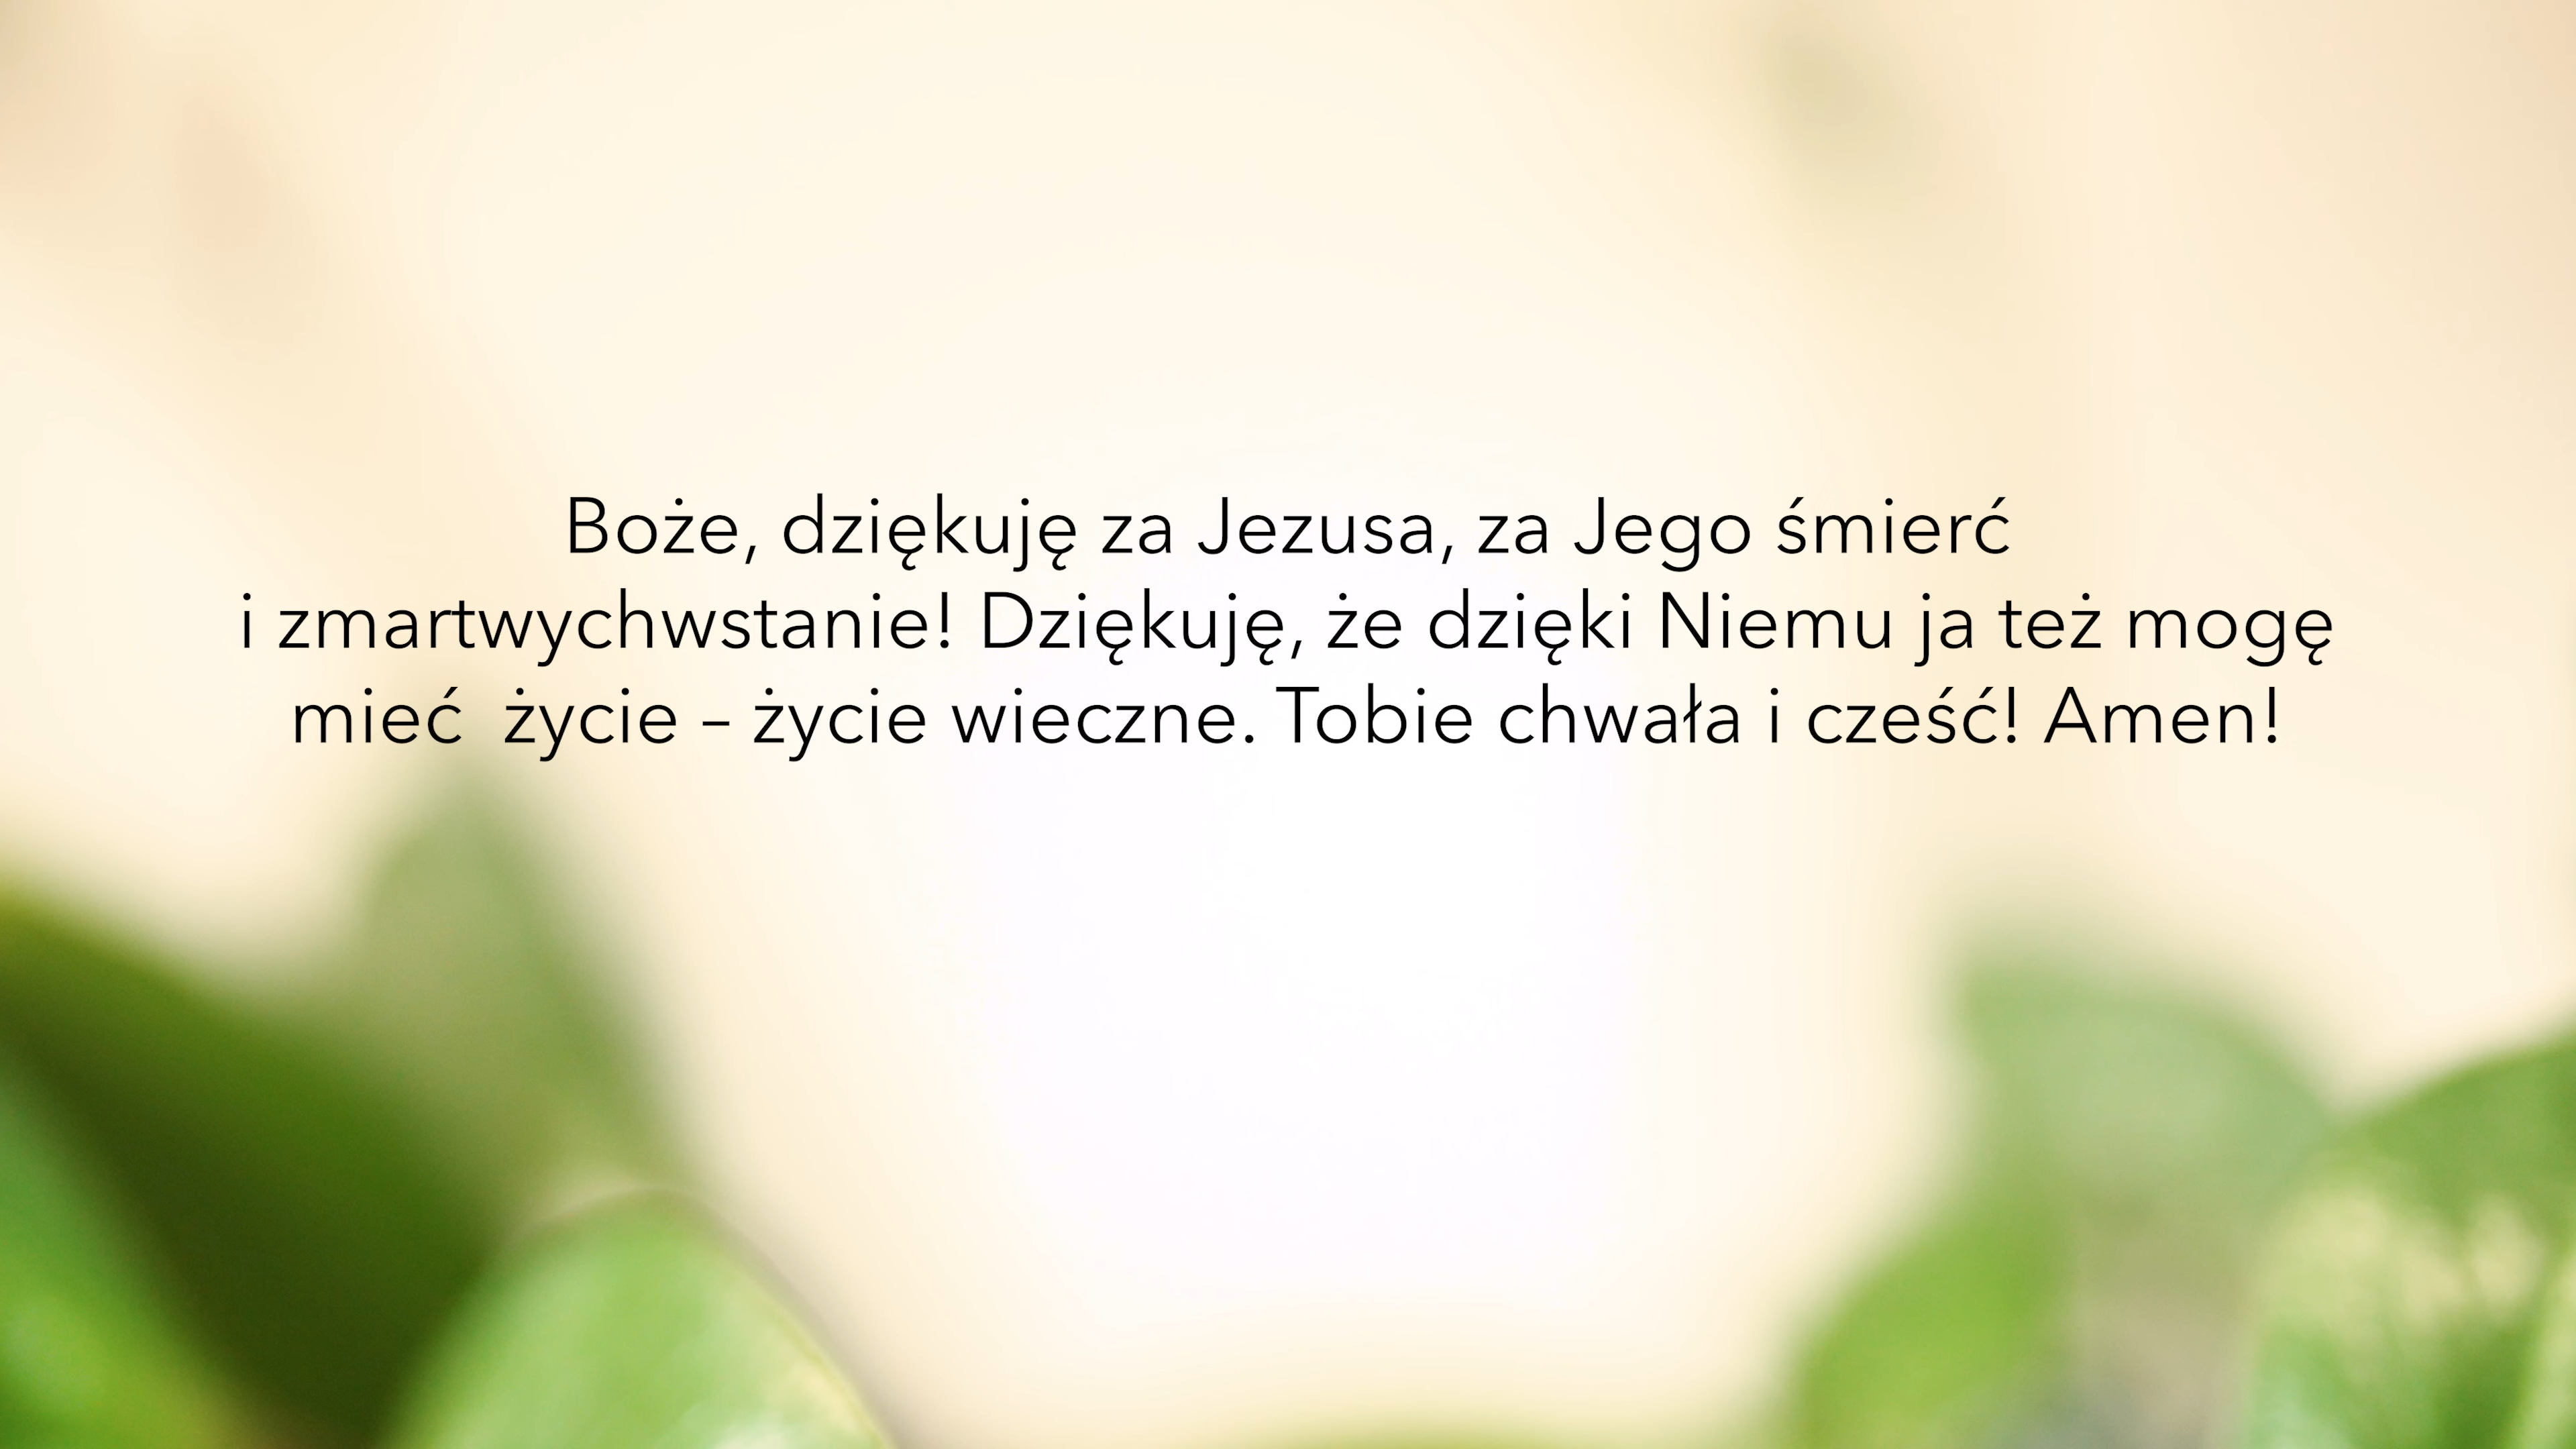 Boże, dziękuję za Jezusa, za Jego śmierć
i zmartwychwstanie! Dziękuję, że dzięki Niemu ja też mogę
mieć  życie – życie wieczne. Tobie chwała i cześć! Amen!